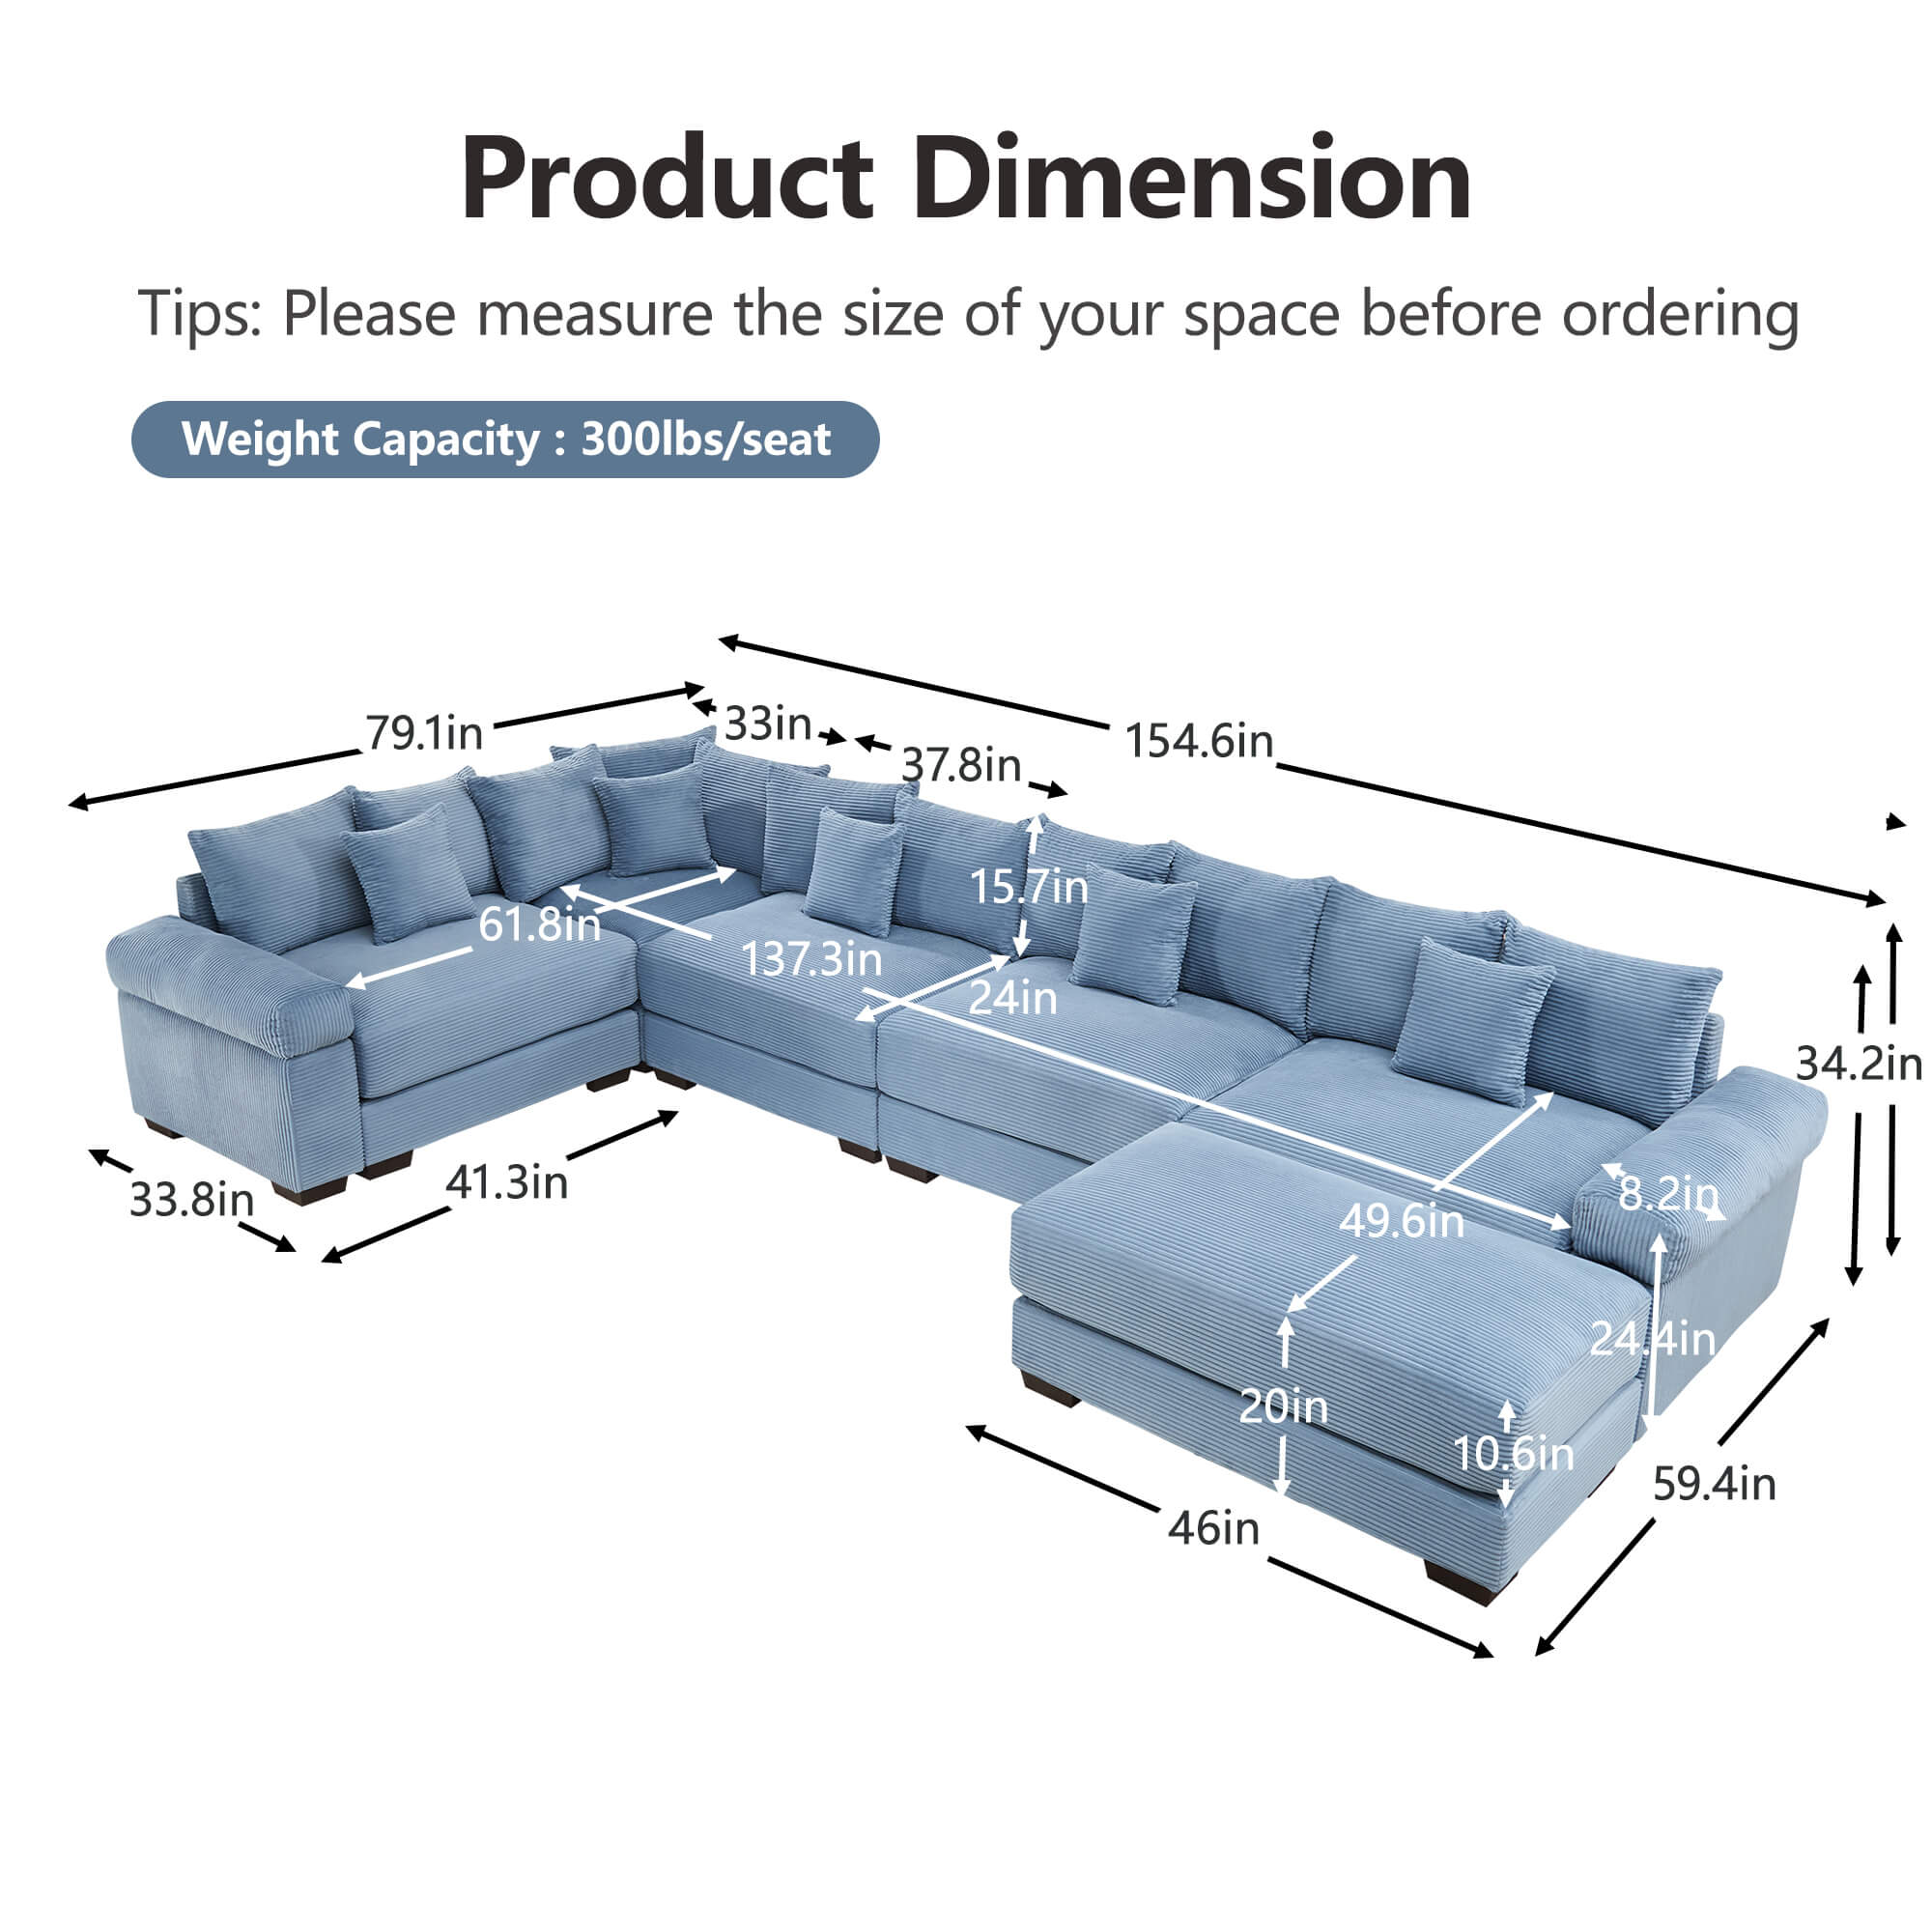 Product Dimension
Tips: Please measure the size of your space before ordering
Weight Capacity : 300lbs/seat
79.1in
33in
37.8in
154.6in
15.7in
61.8in
137.3in
24in
34.2in
33.8in
41.3in
8.2in
49.6in
24.4in
20in
10.6in
59.4in
46in